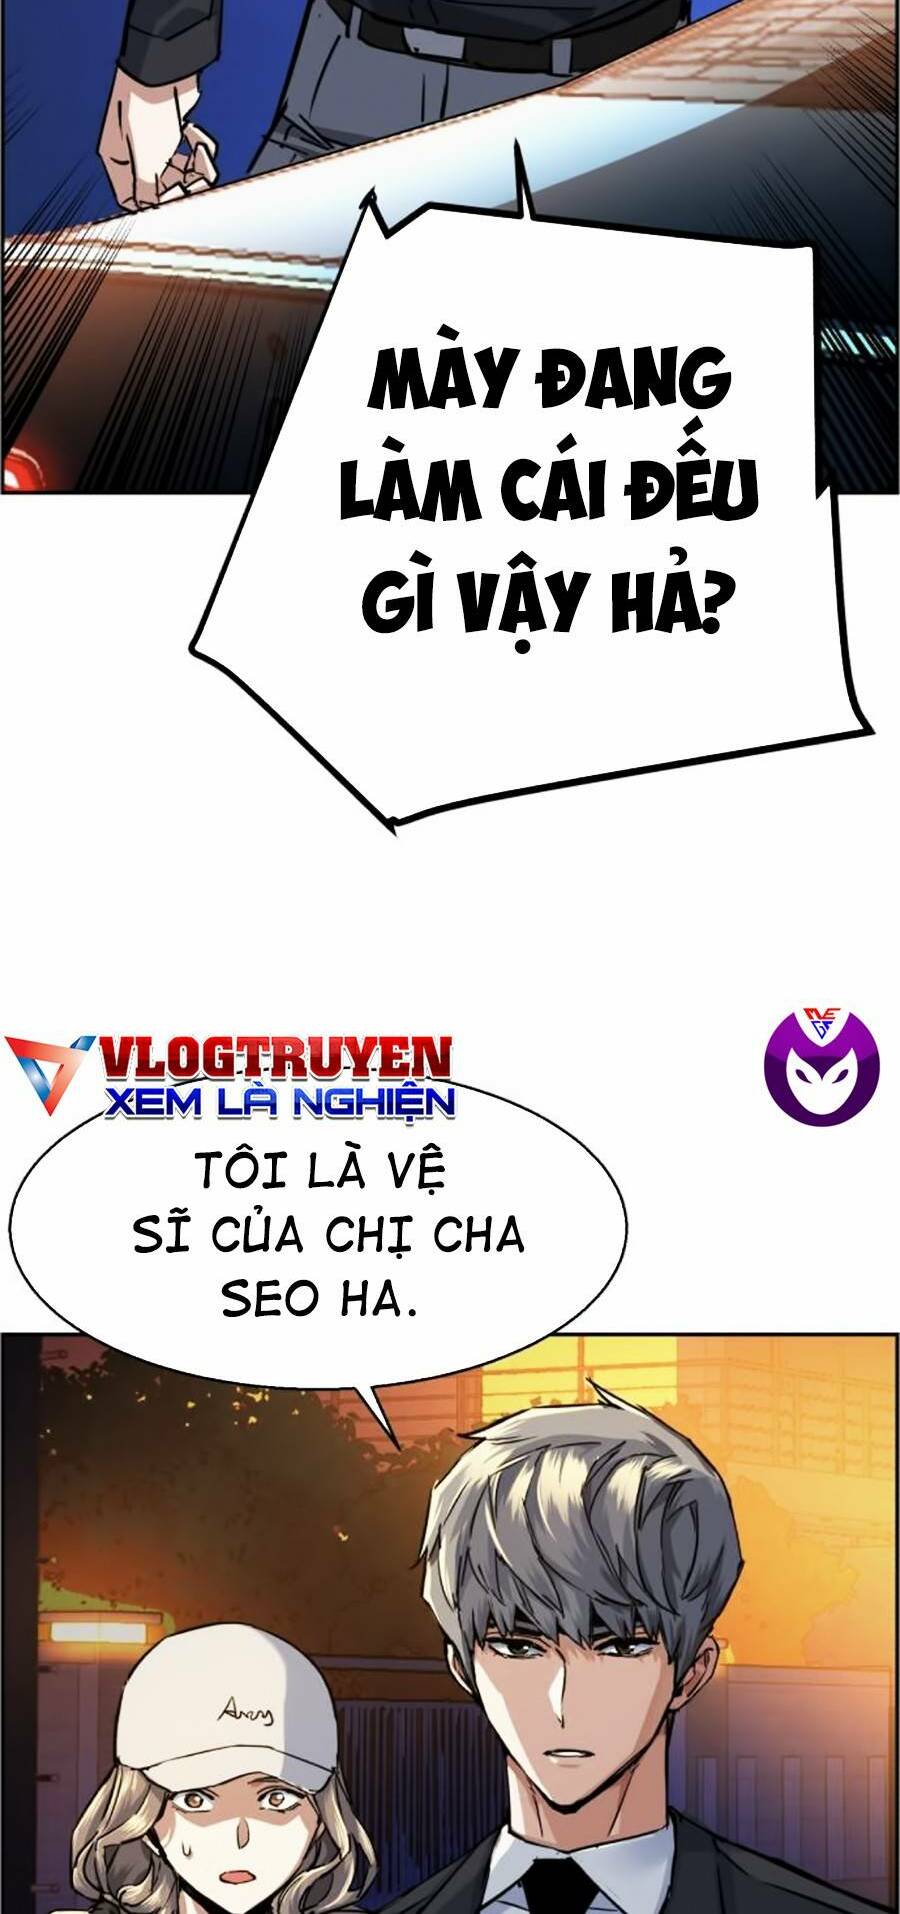 MÀY ĐANG
LÀM CÁI ĐẾU
GÌ VẬY HẢ?
VLOGTRUYEN
XEM LÀ NGHIỆN
TÔI LÀ VỆ
SĨ CỦA CHỊ CHA
SEO HA.